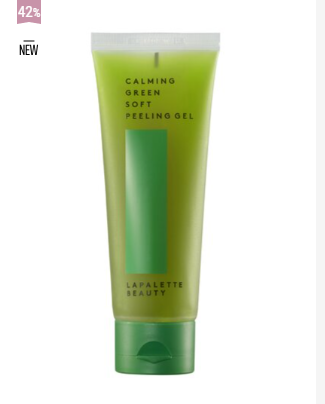 42%
NEW
CALMING
GREEN
SOFT
PEELING GEL
LAPALETTE
BEAUTY